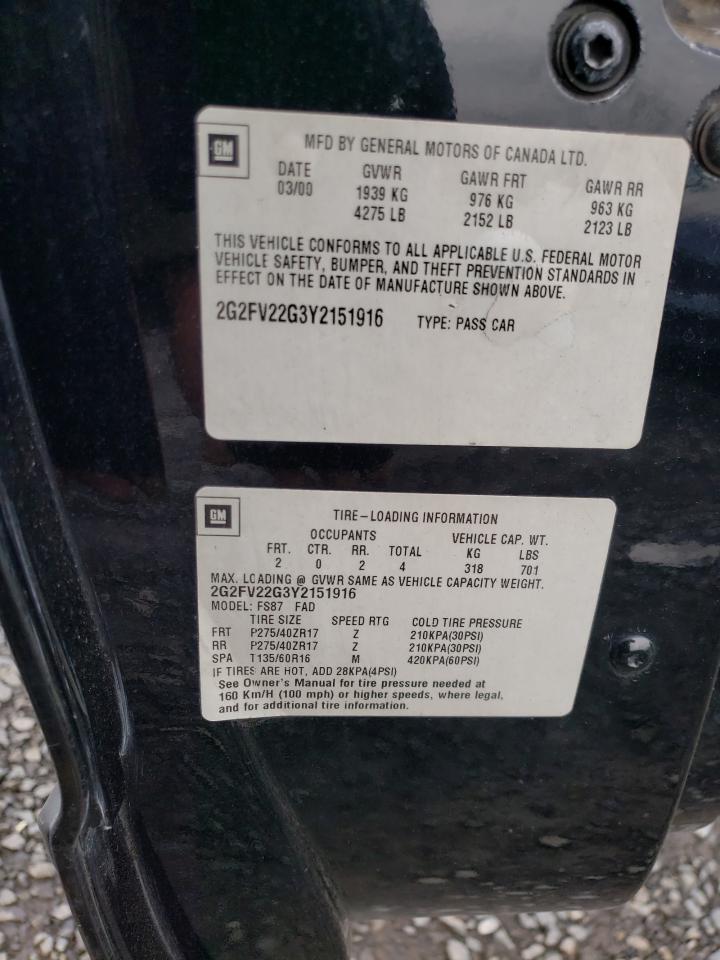 GM
MFD BY GENERAL MOTORS OF CANADA LTD.
DATE GVWR GAWR FRT GAWR RR
03/00 1939 KG 976 KG 963 KG
4275 LB 2152 LB 2123 LB
THIS VEHICLE CONFORMS TO ALL APPLICABLE U.S. FEDERAL MOTOR
VEHICLE SAFETY, BUMPER, AND THEFT PREVENTION STANDARDS IN
EFFECT ON THE DATE OF MANUFACTURE SHOWN ABOVE.
2G2FV22G3Y2151916 TYPE: PASS CAR
GM
TIRE-LOADING INFORMATION
OCCUPANTS VEHICLE CAP. WT.
FRT. CTR. RR. TOTAL KG LBS
2 0 2 4 318 701
MAX. LOADING @ GVWR SAME AS VEHICLE CAPACITY WEIGHT.
2G2FV22G3Y2151916
MODEL: FS87 FAD
TIRE SIZE SPEED RTG COLD TIRE PRESSURE
FRT P275/40ZR17 Z 210KPA(30PSI)
RR P275/40ZR17 Z 210KPA(30PSI)
SPA T135/60R16 M 420KPA(60PSI)
IF TIRES ARE HOT, ADD 28KPA(4PSI)
See Owner's Manual for tire pressure needed at
160 Km/H (100 mph) or higher speeds, where legal,
and for additional tire information.